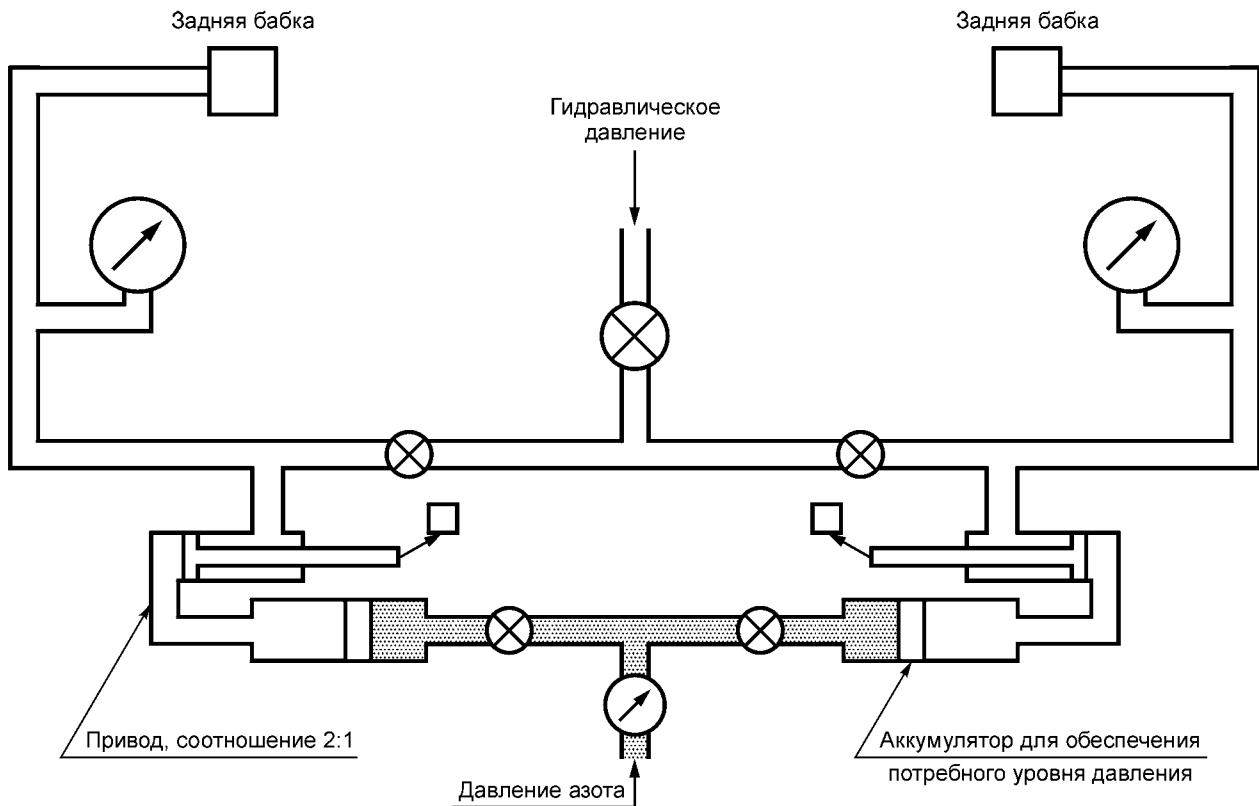 Задняя бабка
Задняя бабка
Гидравлическое
давление
Привод, соотношение 2:1
Аккумулятор для обеспечения
потребного уровня давления
Давление азота